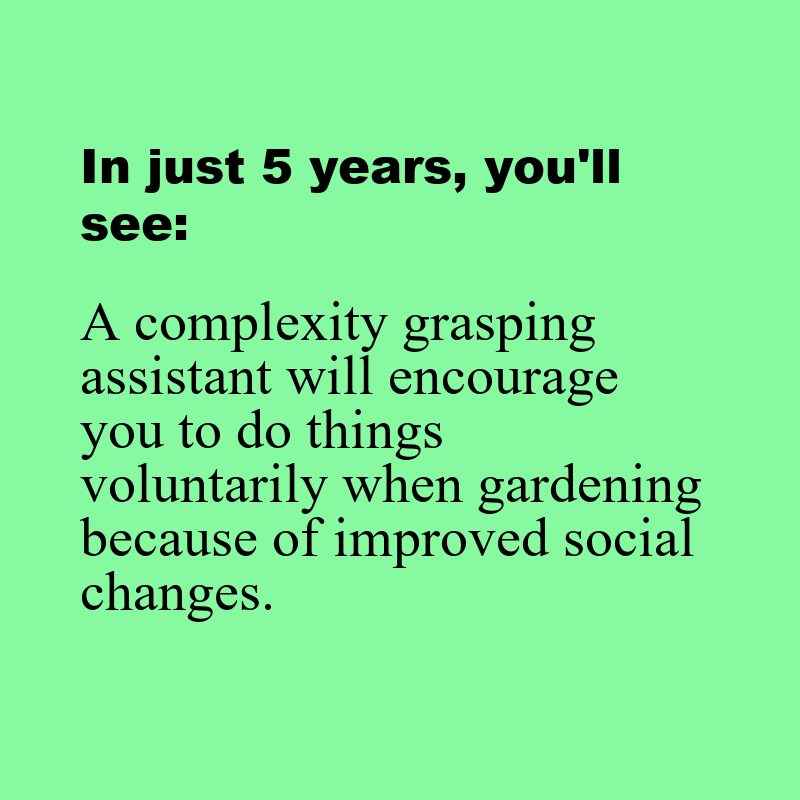 In just 5 years, you'll
see:
A complexity grasping
assistant will encourage
you to do things
voluntarily when gardening
because of improved social
changes.